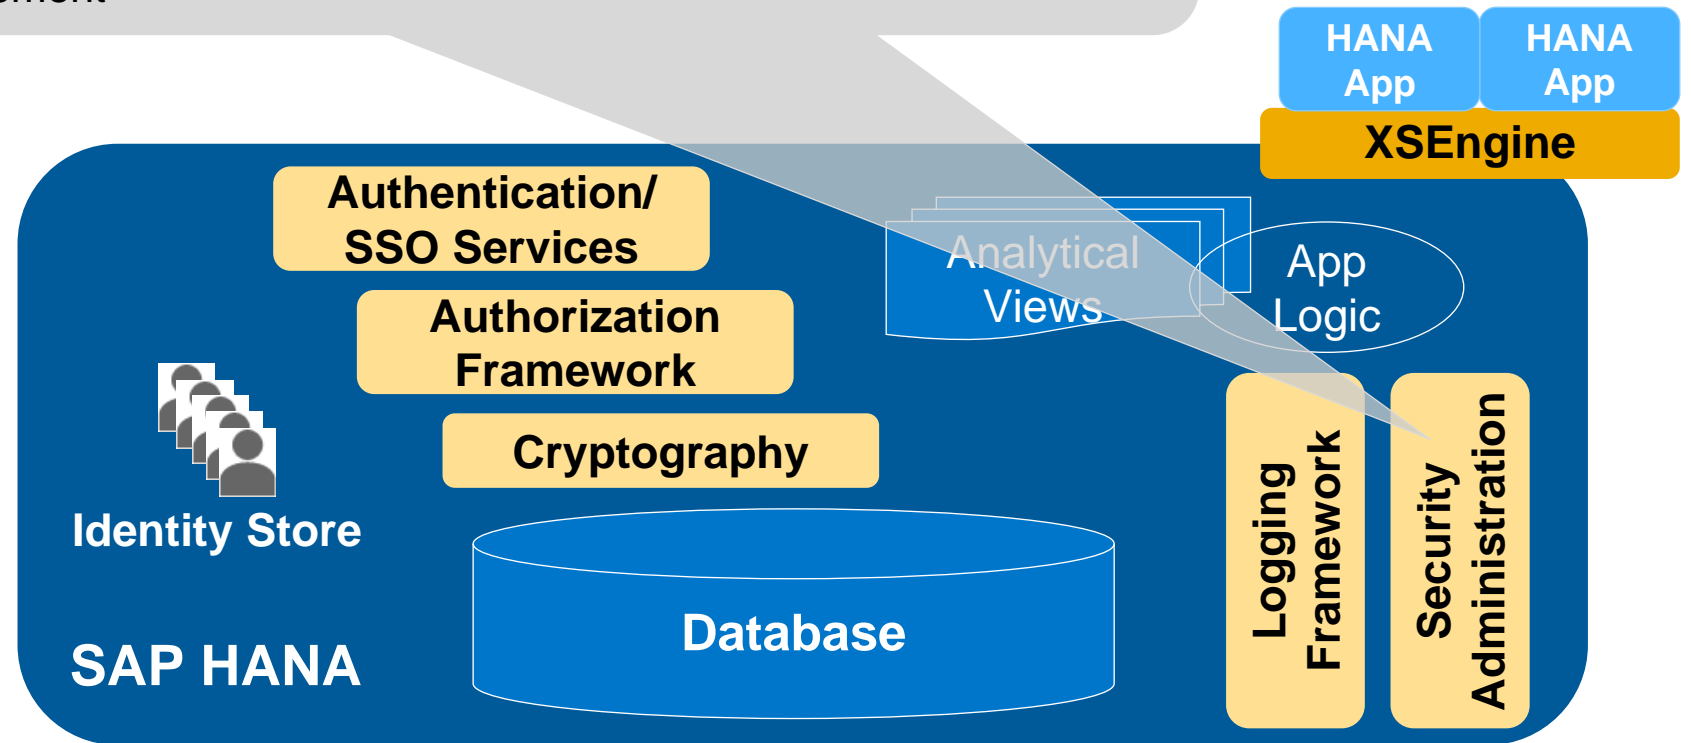 HANA
App
HANA
App
XSEngine
Authentication/
SSO Services
Analytical
Views
App
Logic
Authorization
Framework
Cryptography
Identity Store
Logging
Framework
Security
Administration
Database
SAP HANA